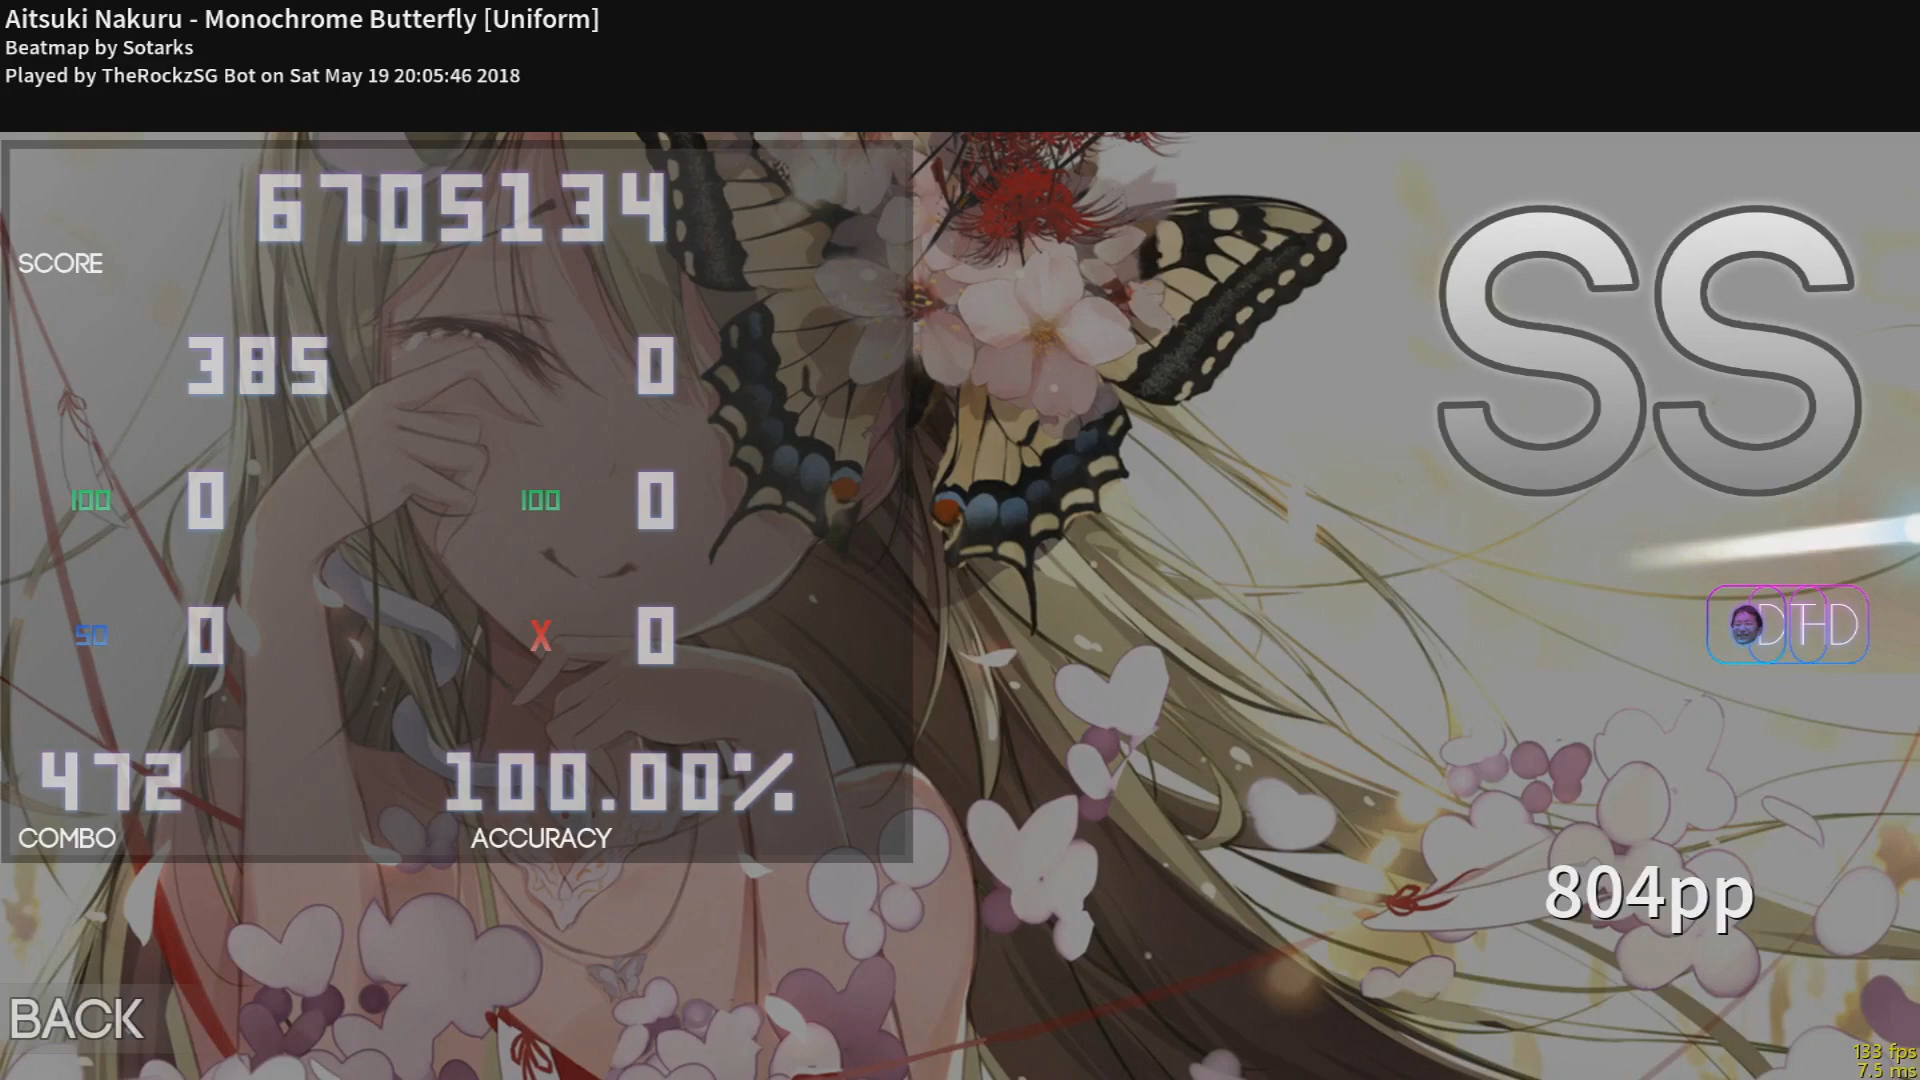 Aitsuki Nakuru - Monochrome Butterfly [Uniform]
Beatmap by Sotarks
Played by TheRockzSG Bot on Sat May 19 20:05:46 2018
6705134
SCORE
385 0
100 0 100 0
50 0 X 0
472 100.00%
COMBO ACCURACY
SS
DTHD
804pp
BACK
133 fps
7.5 ms